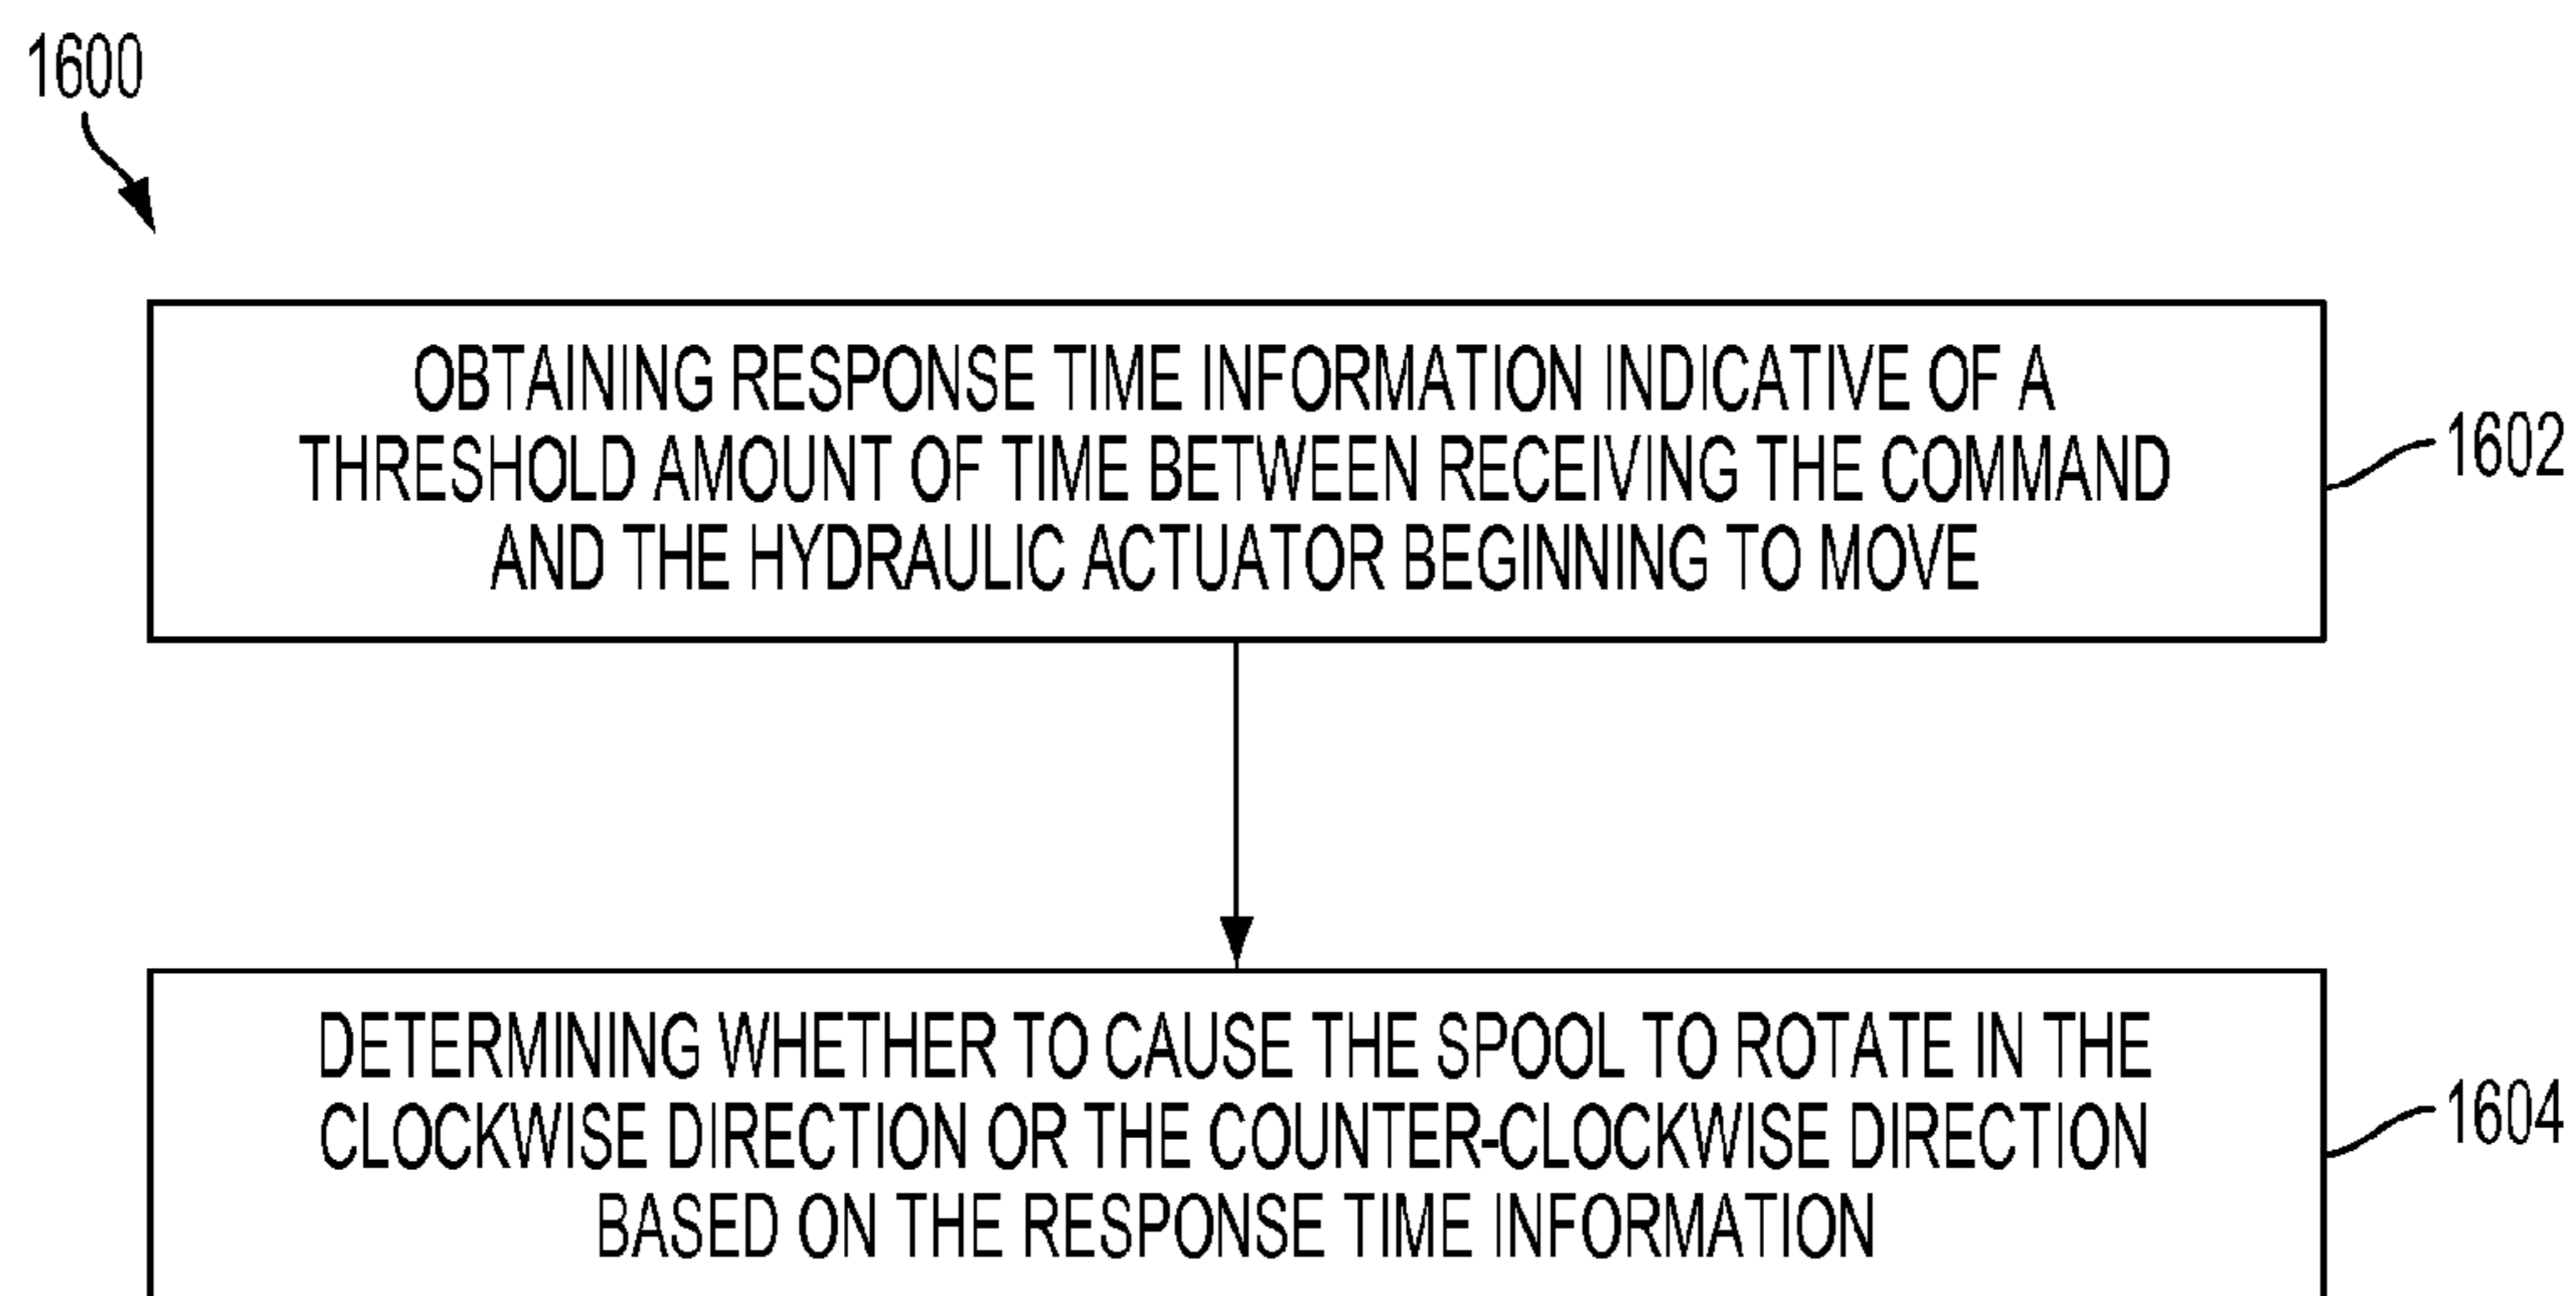 1600
OBTAINING RESPONSE TIME INFORMATION INDICATIVE OF A
THRESHOLD AMOUNT OF TIME BETWEEN RECEIVING THE COMMAND
AND THE HYDRAULIC ACTUATOR BEGINNING TO MOVE
1602
DETERMINING WHETHER TO CAUSE THE SPOOL TO ROTATE IN THE
CLOCKWISE DIRECTION OR THE COUNTER-CLOCKWISE DIRECTION
BASED ON THE RESPONSE TIME INFORMATION
1604